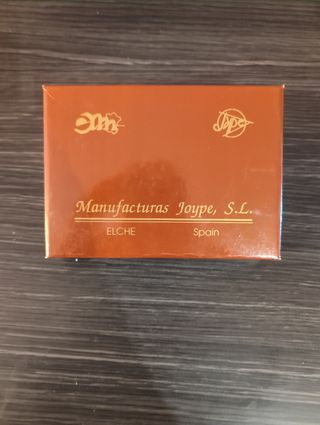 Manufacturas Joype, S.L.
ELCHE Spain